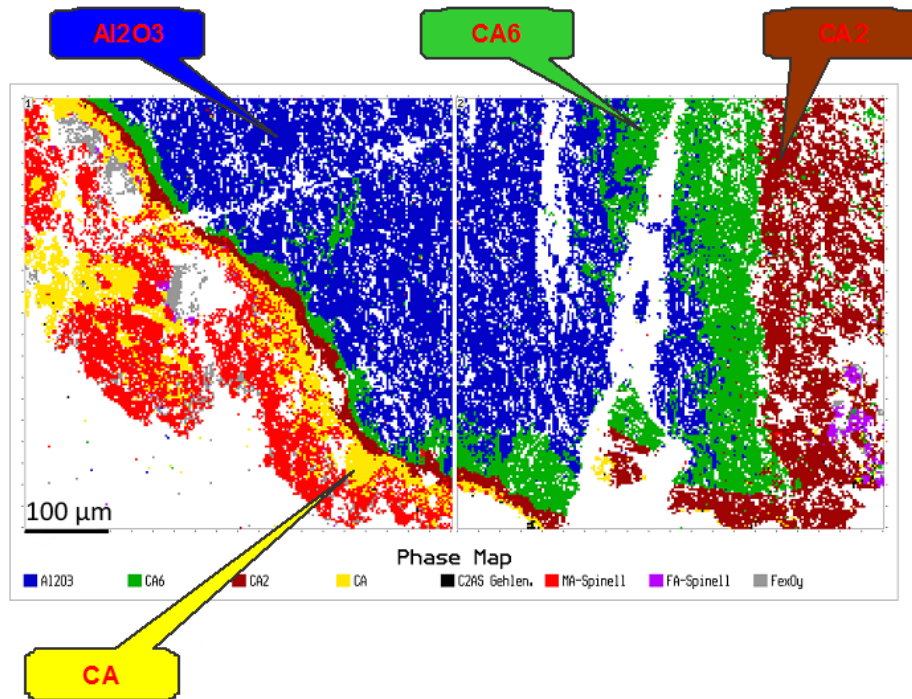 Al2O3
CA6
CA2
1
2
100 µm
Phase Map
Al2O3
CA6
CA2
CA
C2AS Gehlen.
MA-Spinell
FA-Spinell
FexOy
CA